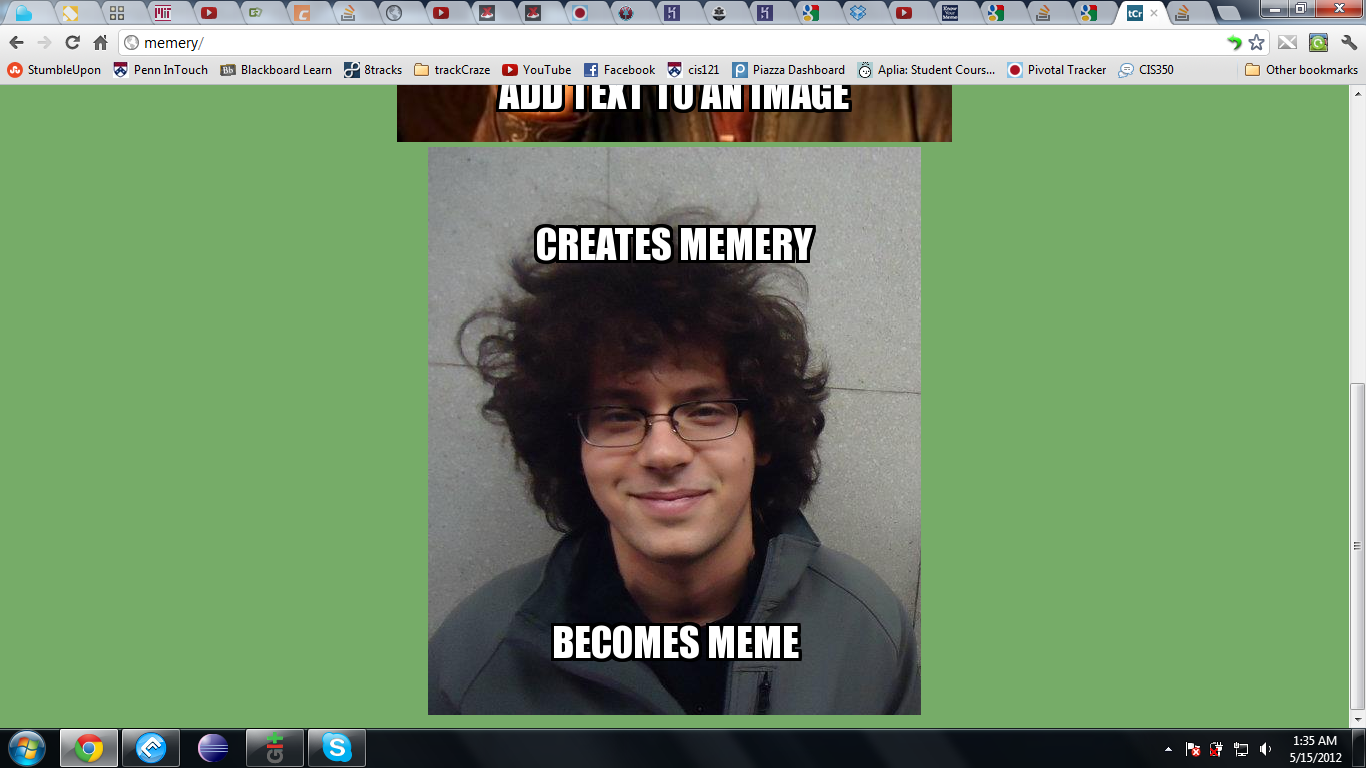 tCr
memery/
StumbleUpon Penn InTouch Blackboard Learn 8tracks trackCraze YouTube Facebook cis121 Piazza Dashboard Aplia: Student Cours... Pivotal Tracker CIS350 Other bookmarks
ADD TEXT TO AN IMAGE
CREATES MEMERY
BECOMES MEME
1:35 AM
5/15/2012